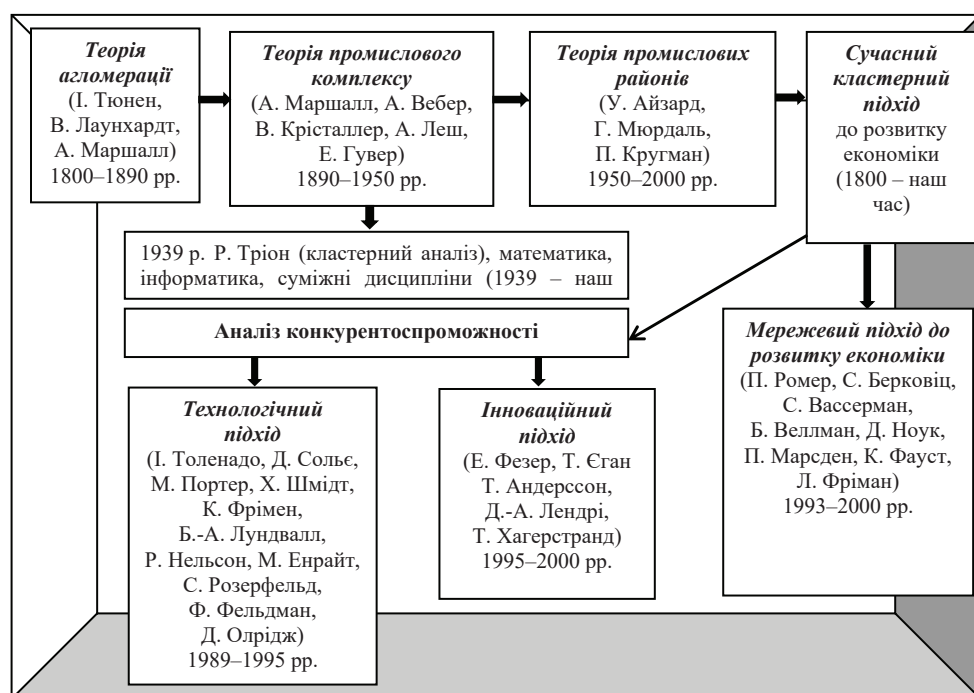 Теорія
агломерації
(І. Тюнен,
В. Лаунхардт,
А. Маршалл)
1800–1890 рр.
Теорія промислового
комплексу
(А. Маршалл, А. Вебер,
В. Крісталлер, А. Леш,
Е. Гувер)
1890–1950 рр.
Теорія промислових
районів
(У. Айзард,
Г. Мюрдаль,
П. Кругман)
1950–2000 рр.
Сучасний
кластерний
підхід
до розвитку
економіки
(1800 – наш
час)
1939 р. Р. Тріон (кластерний аналіз), математика,
інформатика, суміжні дисципліни (1939 – наш
Аналіз конкурентоспроможності
Технологічний
підхід
(І. Толенадо, Д. Сольє,
М. Портер, Х. Шмідт,
К. Фрімен,
Б.-А. Лундвалл,
Р. Нельсон, М. Енрайт,
С. Розерфельд,
Ф. Фельдман,
Д. Олрідж)
1989–1995 рр.
Інноваційний
підхід
(Е. Фезер, Т. Єган
Т. Андерссон,
Д.-А. Лендрі,
Т. Хагерстранд)
1995–2000 рр.
Мережевий підхід до
розвитку економіки
(П. Ромер, С. Берковіц,
С. Вассерман,
Б. Веллман, Д. Ноук,
П. Марсден, К. Фауст,
Л. Фріман)
1993–2000 рр.